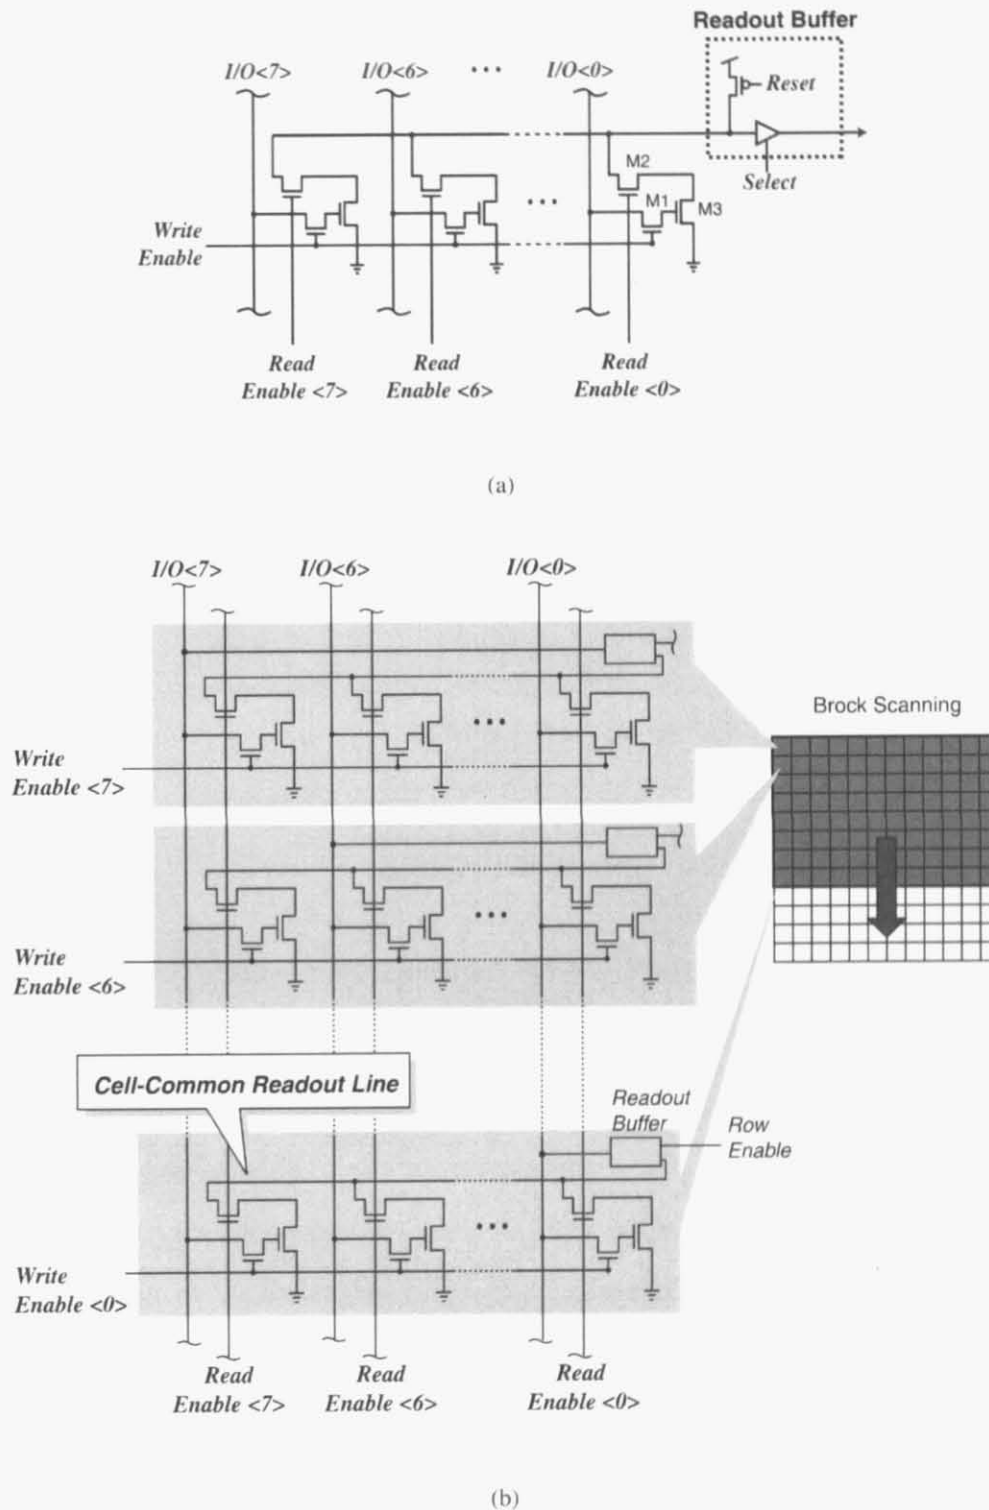 Readout Buffer
I/O<7> I/O<6> • • • I/O<0>
Reset
M2
Select
• • •
M1
M3
Write
Enable
Read
Enable <7>
Read
Enable <6>
Read
Enable <0>
(a)
I/O<7> I/O<6> I/O<0>
Brock Scanning
• • •
Write
Enable <7>
• • •
Write
Enable <6>
Cell-Common Readout Line
Readout
Buffer
Row
Enable
• • •
Write
Enable <0>
Read
Enable <7>
Read
Enable <6>
Read
Enable <0>
(b)